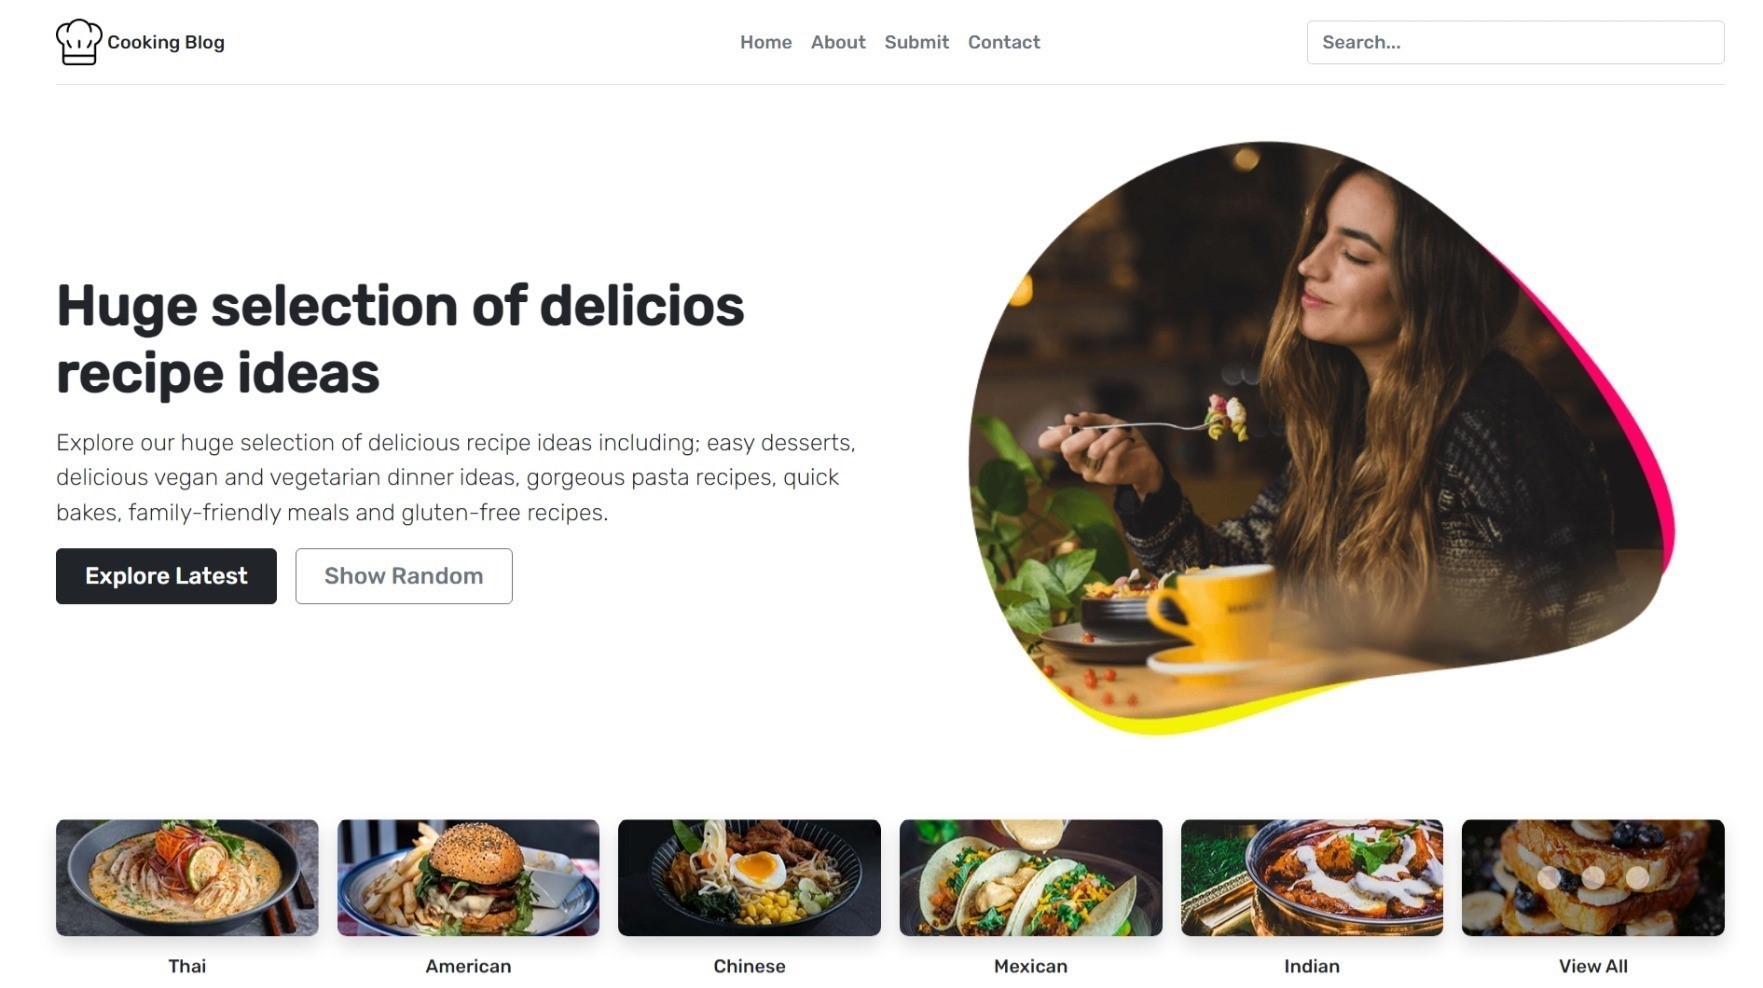 Cooking Blog
Home About Submit Contact
Search...
Huge selection of delicios
recipe ideas
Explore our huge selection of delicious recipe ideas including; easy desserts,
delicious vegan and vegetarian dinner ideas, gorgeous pasta recipes, quick
bakes, family-friendly meals and gluten-free recipes.
Explore Latest
Show Random
Thai
American
Chinese
Mexican
Indian
View All